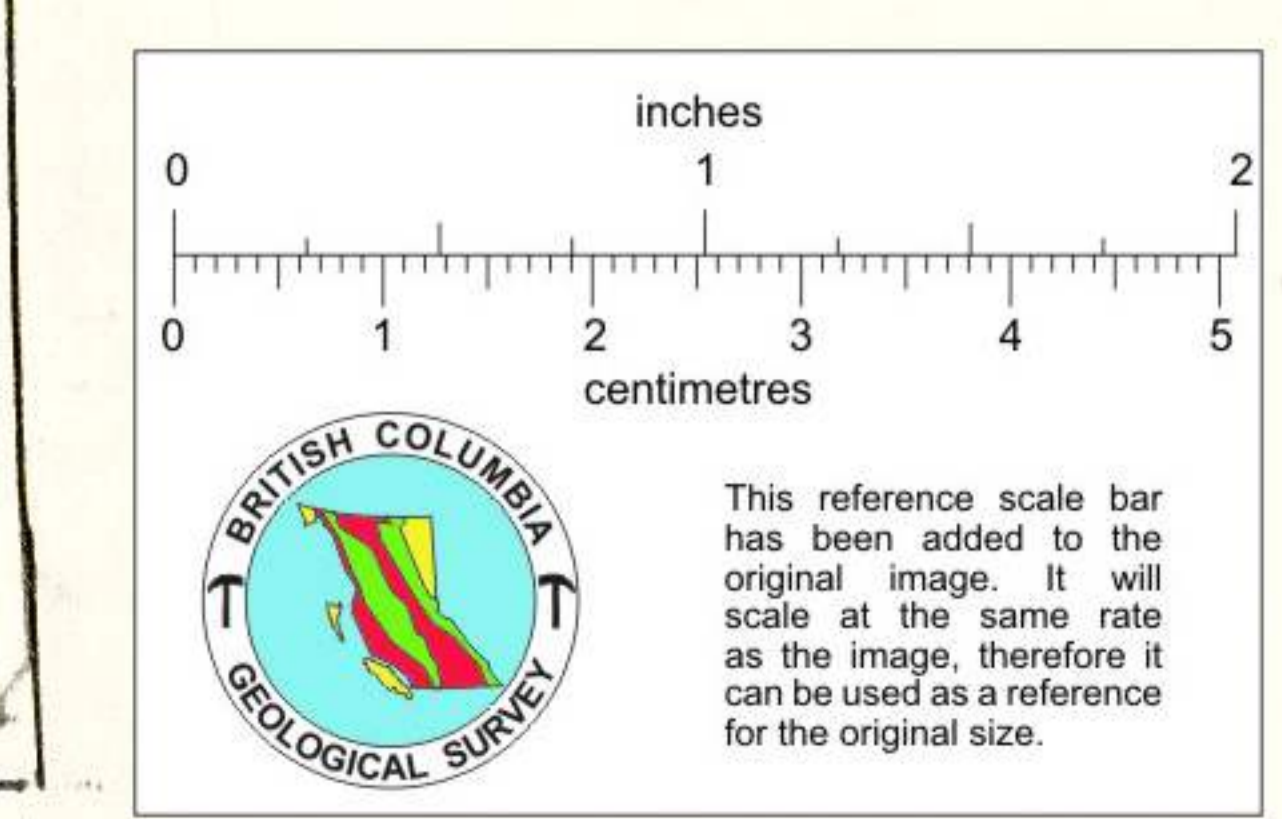 inches
0 1 2
0 1 2 3 4 5
centimetres
BRITISH COLUMBIA
GEOLOGICAL SURVEY
This reference scale bar
has been added to the
original image. It will
scale at the same rate
as the image, therefore it
can be used as a reference
for the original size.